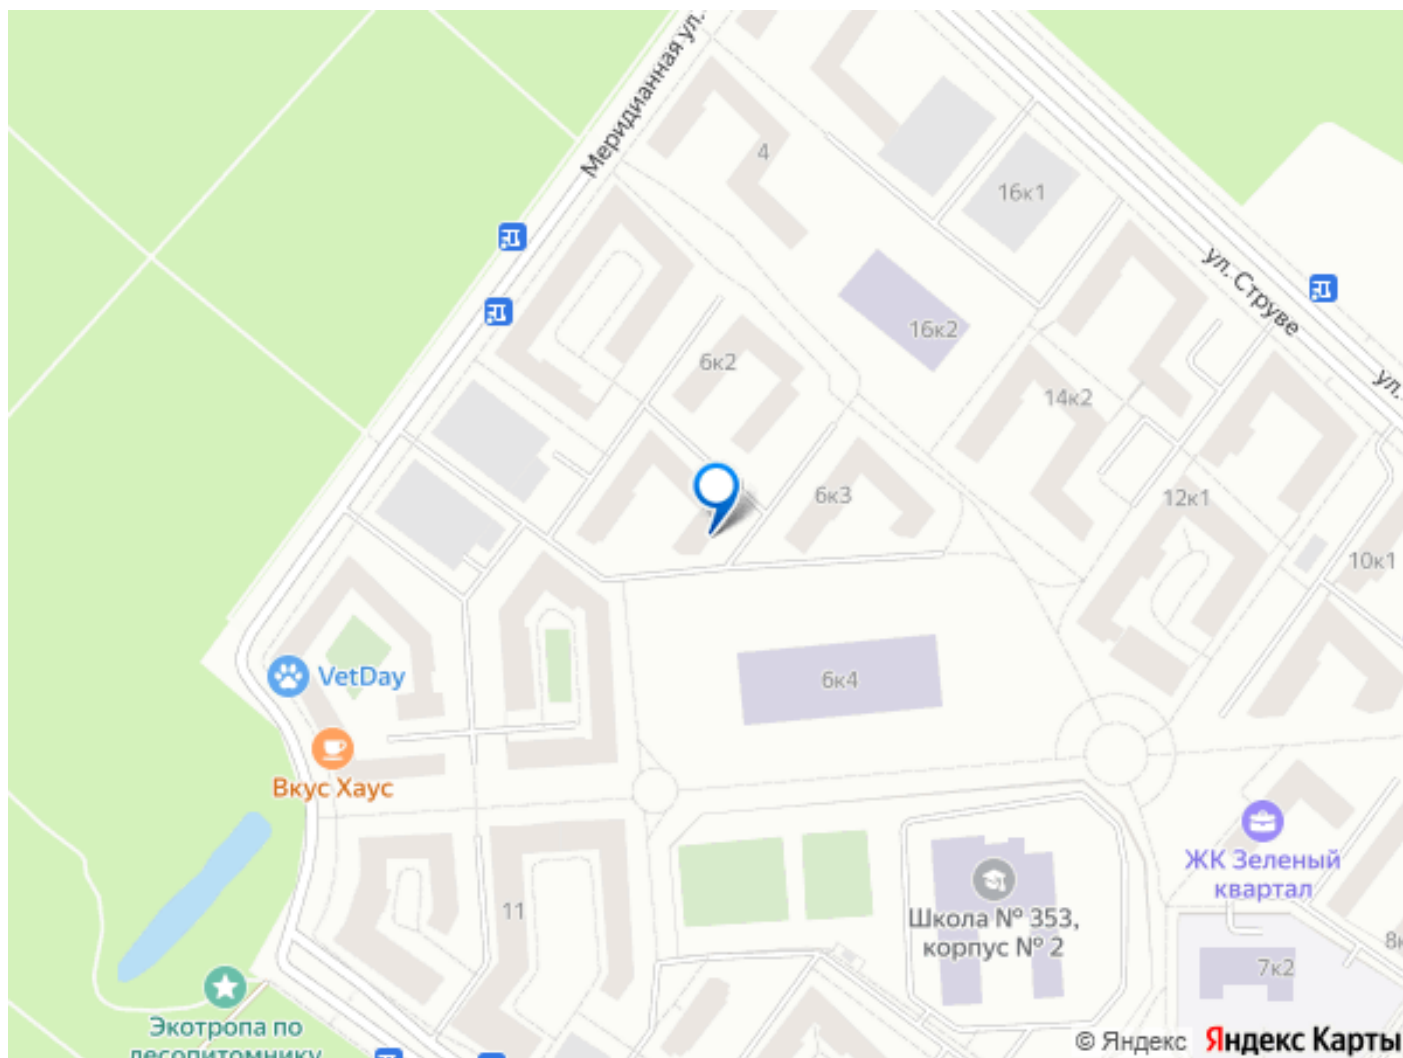 Меридианная ул.
4
16к1
ул. Струве
16к2
6к2
ул.
14к2
6к3
12к1
10к1
VetDay
6к4
Вкус Хаус
ЖК Зеленый
квартал
11
Школа № 353,
корпус № 2
8к
7к2
Экотропа по
лесопитомнику
© Яндекс Яндекс Карты